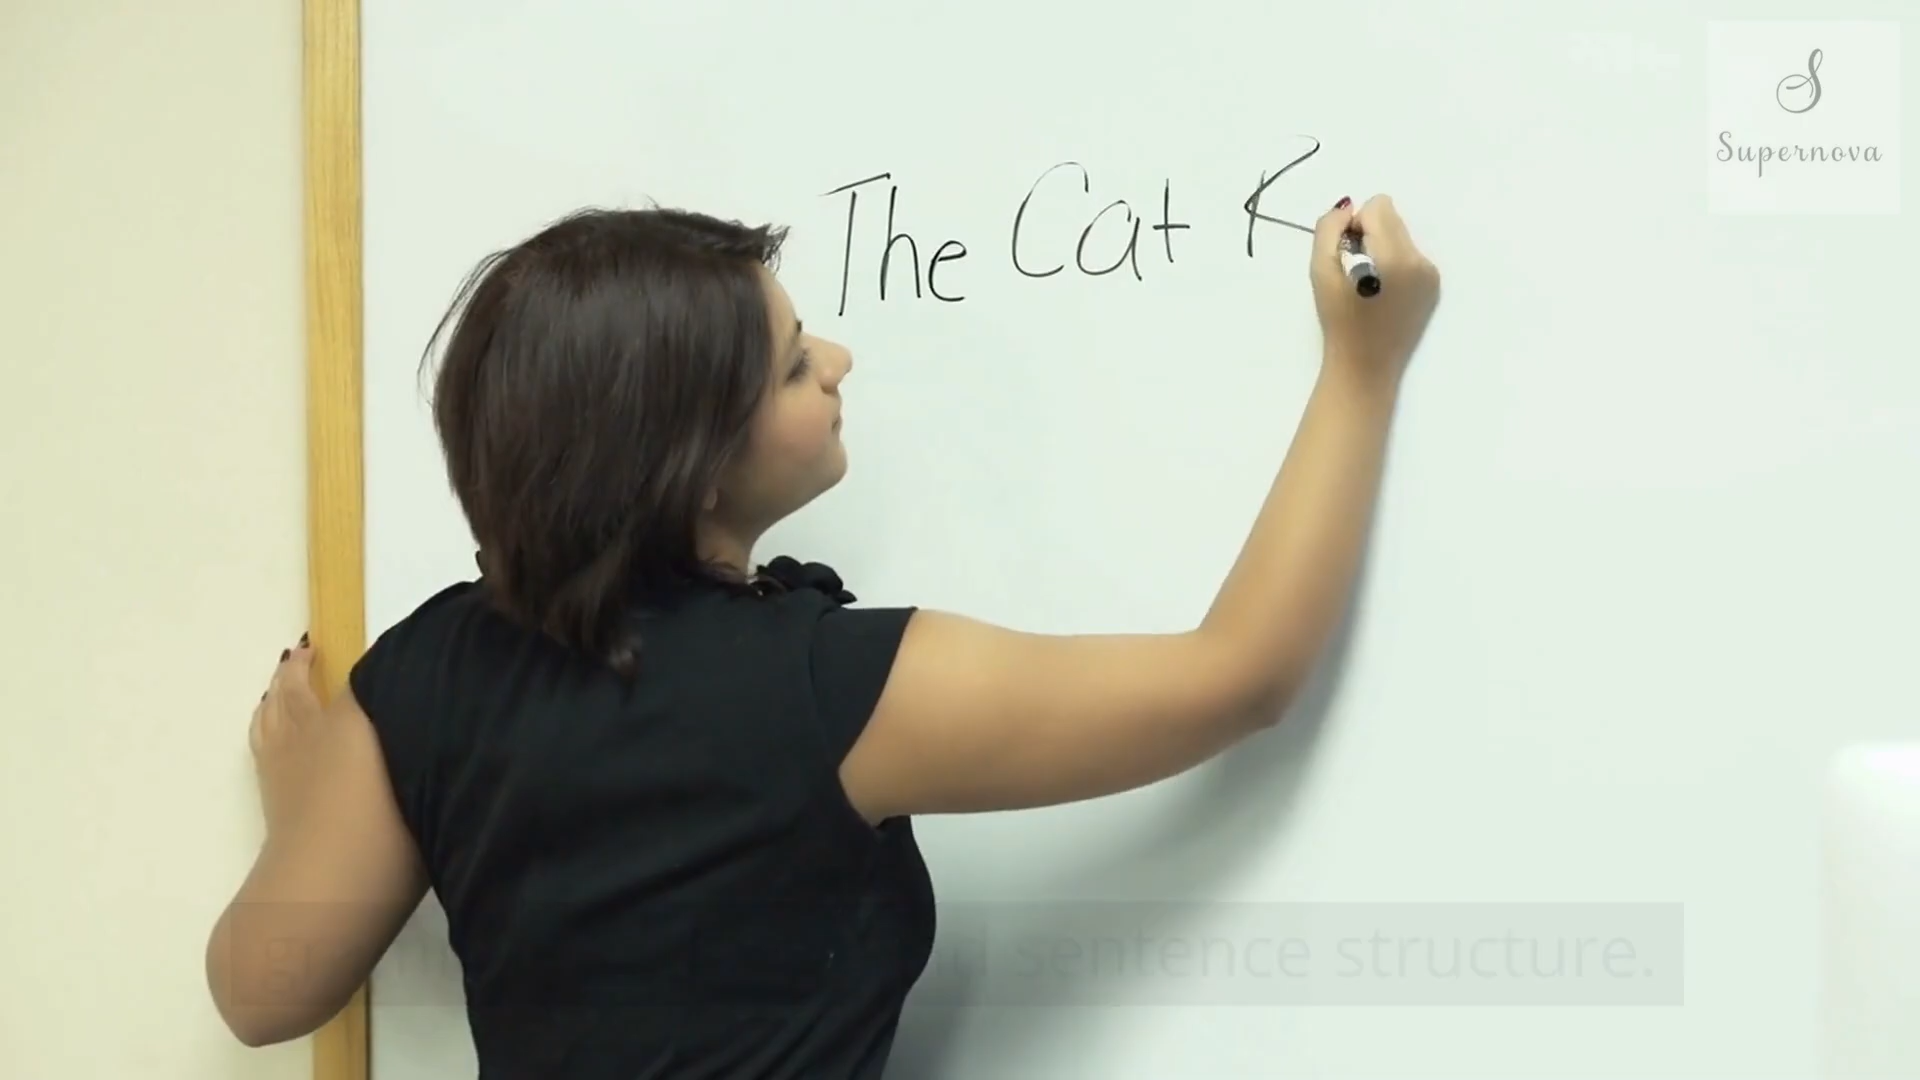 The Cat R
S
Supernova
sentence structure.